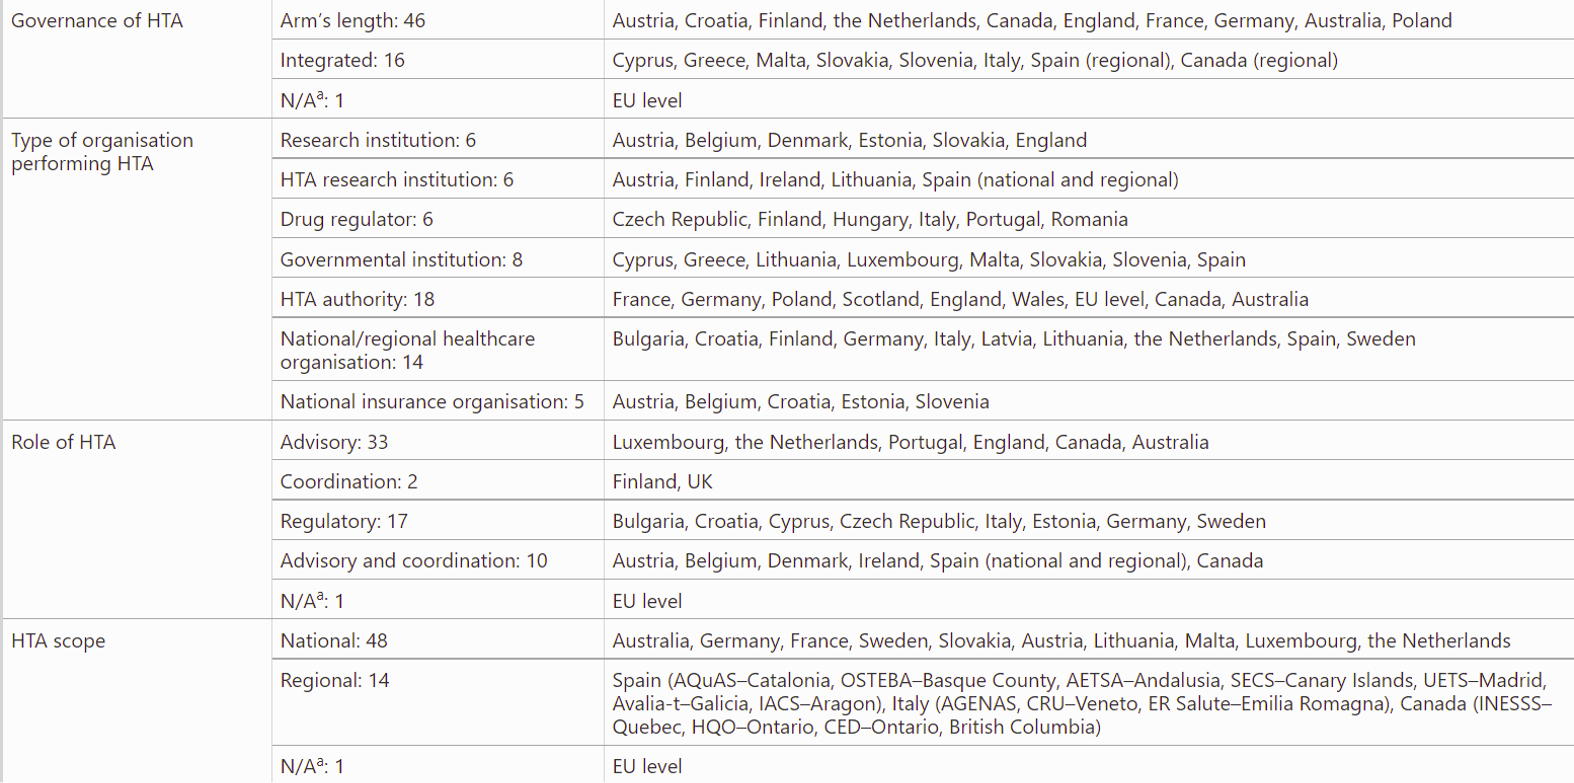 Governance of HTA
Arm’s length: 46
Austria, Croatia, Finland, the Netherlands, Canada, England, France, Germany, Australia, Poland
Integrated: 16
Cyprus, Greece, Malta, Slovakia, Slovenia, Italy, Spain (regional), Canada (regional)
N/Aª: 1
EU level
Type of organisation
performing HTA
Research institution: 6
Austria, Belgium, Denmark, Estonia, Slovakia, England
HTA research institution: 6
Austria, Finland, Ireland, Lithuania, Spain (national and regional)
Drug regulator: 6
Czech Republic, Finland, Hungary, Italy, Portugal, Romania
Governmental institution: 8
Cyprus, Greece, Lithuania, Luxembourg, Malta, Slovakia, Slovenia, Spain
HTA authority: 18
France, Germany, Poland, Scotland, England, Wales, EU level, Canada, Australia
National/regional healthcare
organisation: 14
Bulgaria, Croatia, Finland, Germany, Italy, Latvia, Lithuania, the Netherlands, Spain, Sweden
National insurance organisation: 5
Austria, Belgium, Croatia, Estonia, Slovenia
Role of HTA
Advisory: 33
Luxembourg, the Netherlands, Portugal, England, Canada, Australia
Coordination: 2
Finland, UK
Regulatory: 17
Bulgaria, Croatia, Cyprus, Czech Republic, Italy, Estonia, Germany, Sweden
Advisory and coordination: 10
Austria, Belgium, Denmark, Ireland, Spain (national and regional), Canada
N/Aª: 1
EU level
HTA scope
National: 48
Australia, Germany, France, Sweden, Slovakia, Austria, Lithuania, Malta, Luxembourg, the Netherlands
Regional: 14
Spain (AQuAS–Catalonia, OSTEBA–Basque County, AETSA–Andalusia, SECS–Canary Islands, UETS–Madrid,
Avalia-t–Galicia, IACS–Aragon), Italy (AGENAS, CRU–Veneto, ER Salute–Emilia Romagna), Canada (INESSS–
Quebec, HQO–Ontario, CED–Ontario, British Columbia)
N/Aª: 1
EU level